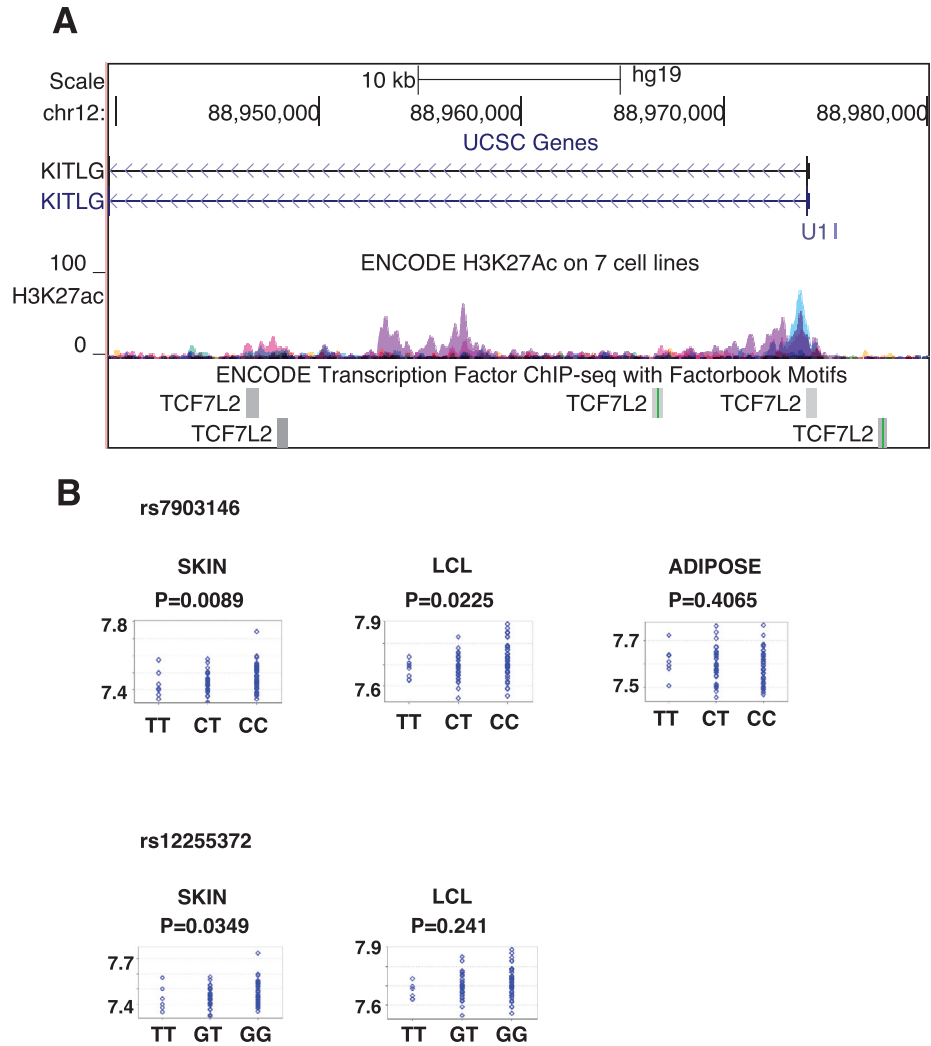 A
Scale 10 kb hg19
chr12: 88,950,000 88,960,000 88,970,000 88,980,000
UCSC Genes
KITLG
KITLG
U1
100
ENCODE H3K27Ac on 7 cell lines
H3K27ac
0
ENCODE Transcription Factor ChIP-seq with Factorbook Motifs
TCF7L2 TCF7L2 TCF7L2
TCF7L2 TCF7L2
B
rs7903146
SKIN LCL ADIPOSE
P=0.0089 P=0.0225 P=0.4065
7.8 7.9
7.7
7.4 7.6 7.5
TT CT CC TT CT CC TT CT CC
rs12255372
SKIN LCL
P=0.0349 P=0.241
7.7 7.9
7.4 7.6
TT GT GG TT GT GG